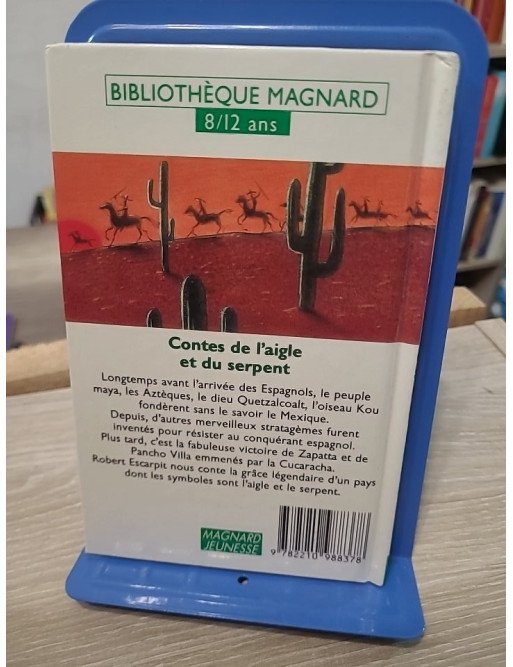 BIBLIOTHÈQUE MAGNARD
8/12 ans
Contes de l'aigle
et du serpent
Longtemps avant l'arrivée des Espagnols, le peuple
maya, les Aztèques, le dieu Quetzalcoalt, l'oiseau Kou
fondèrent sans le savoir le Mexique.
Depuis, d'autres merveilleux stratagèmes furent
inventés pour résister au conquérant espagnol.
Plus tard, c'est la fabuleuse victoire de Zapatta et de
Pancho Villa emmenés par la Cucaracha.
Robert Escarpit nous conte la grâce légendaire d'un pays
dont les symboles sont l'aigle et le serpent.
MAGNARD
JEUNESSE
9 782210 988378